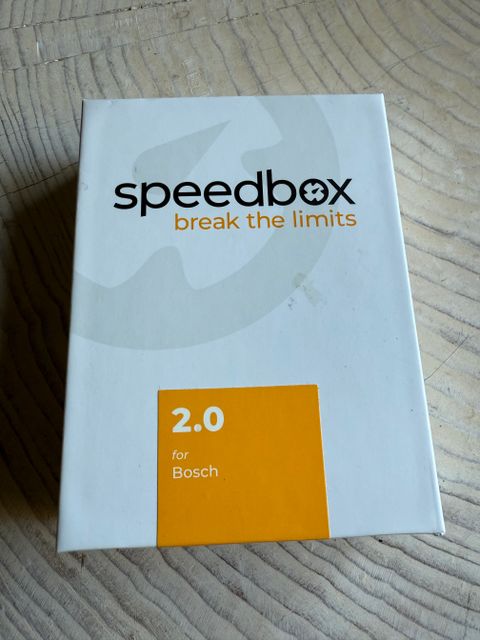 speedbox
break the limits
2.0
for
Bosch